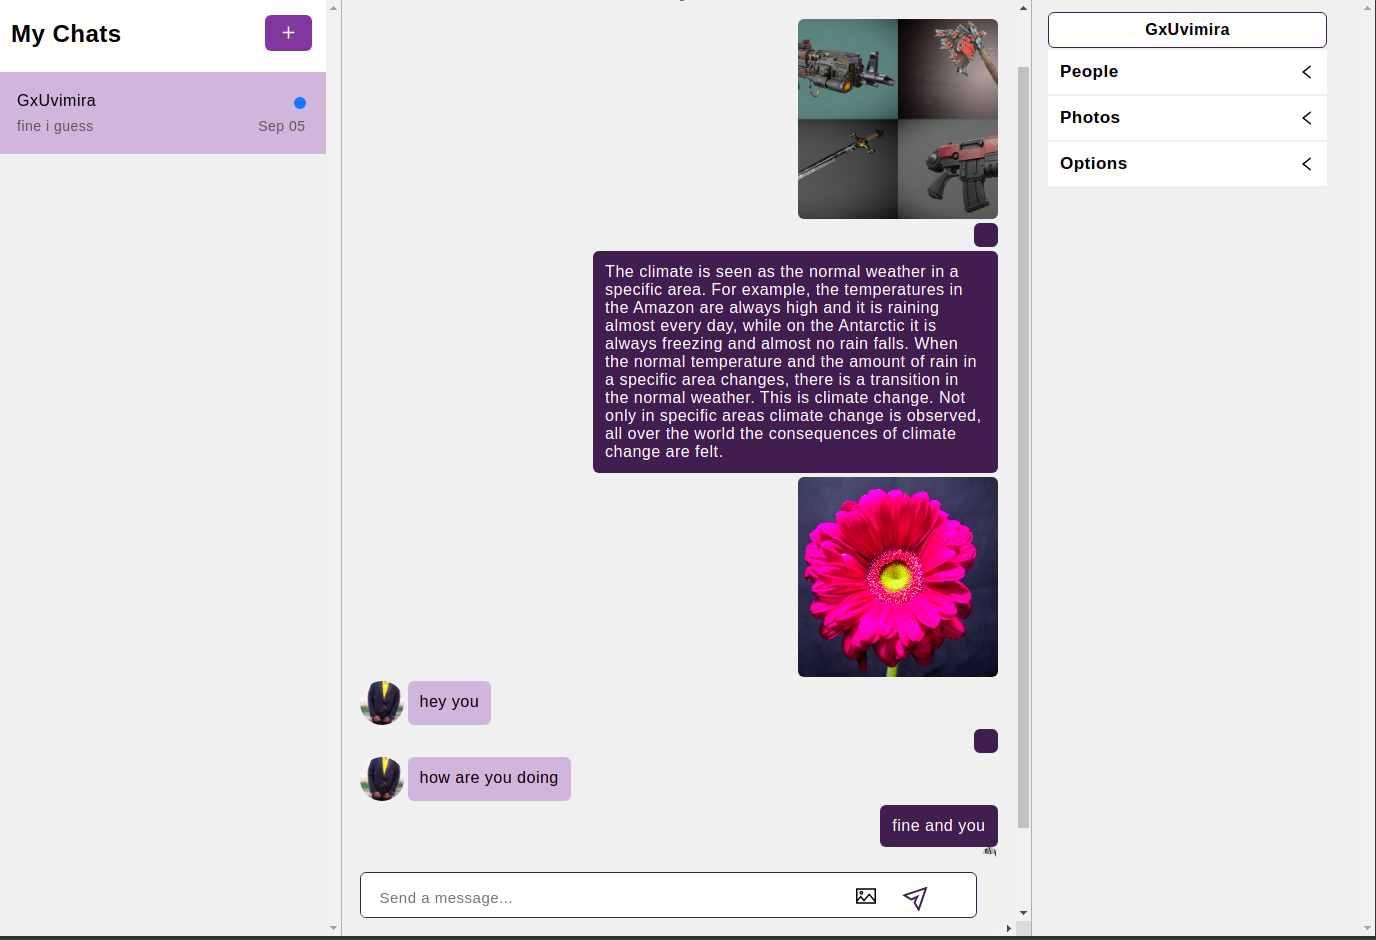 My Chats
+
GxUvimira
fine i guess
Sep 05
The climate is seen as the normal weather in a
specific area. For example, the temperatures in
the Amazon are always high and it is raining
almost every day, while on the Antarctic it is
always freezing and almost no rain falls. When
the normal temperature and the amount of rain in
a specific area changes, there is a transition in
the normal weather. This is climate change. Not
only in specific areas climate change is observed,
all over the world the consequences of climate
change are felt.
hey you
how are you doing
fine and you
Send a message...
GxUvimira
People
Photos
Options